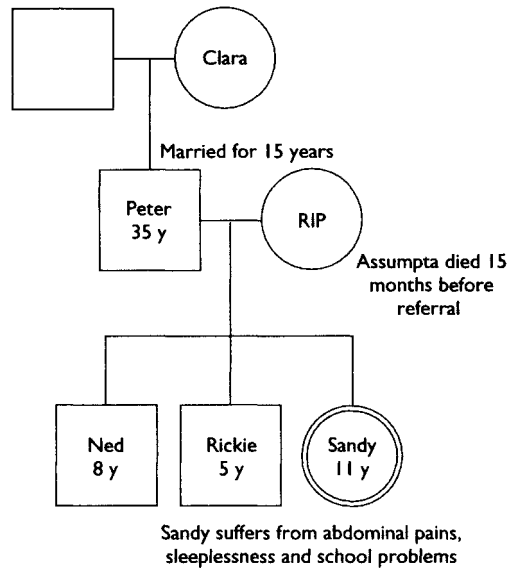 Clara
Married for 15 years
Peter
35 y
RIP
Assumpta died 15
months before
referral
Ned
8 y
Rickie
5 y
Sandy
11 y
Sandy suffers from abdominal pains,
sleeplessness and school problems